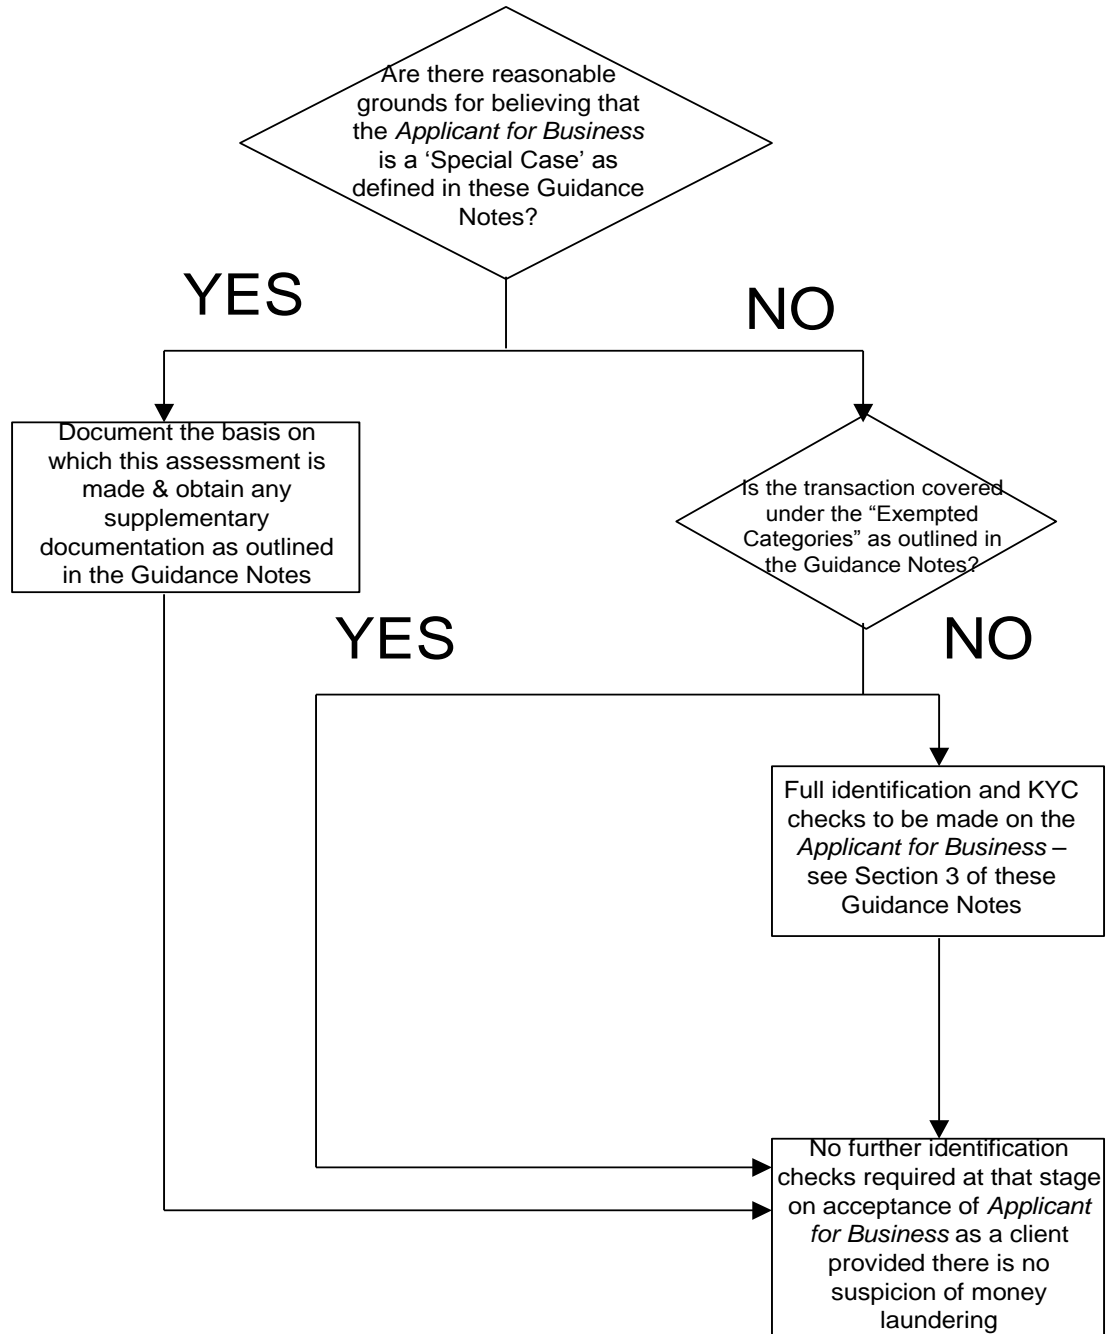 Are there reasonable
grounds for believing that
the Applicant for Business
is a ‘Special Case’ as
defined in these Guidance
Notes?
YES
NO
Document the basis on
which this assessment is
made & obtain any
supplementary
documentation as outlined
in the Guidance Notes
Is the transaction covered
under the “Exempted
Categories” as outlined in
the Guidance Notes?
YES
NO
Full identification and KYC
checks to be made on the
Applicant for Business –
see Section 3 of these
Guidance Notes
No further identification
checks required at that stage
on acceptance of Applicant
for Business as a client
provided there is no
suspicion of money
laundering